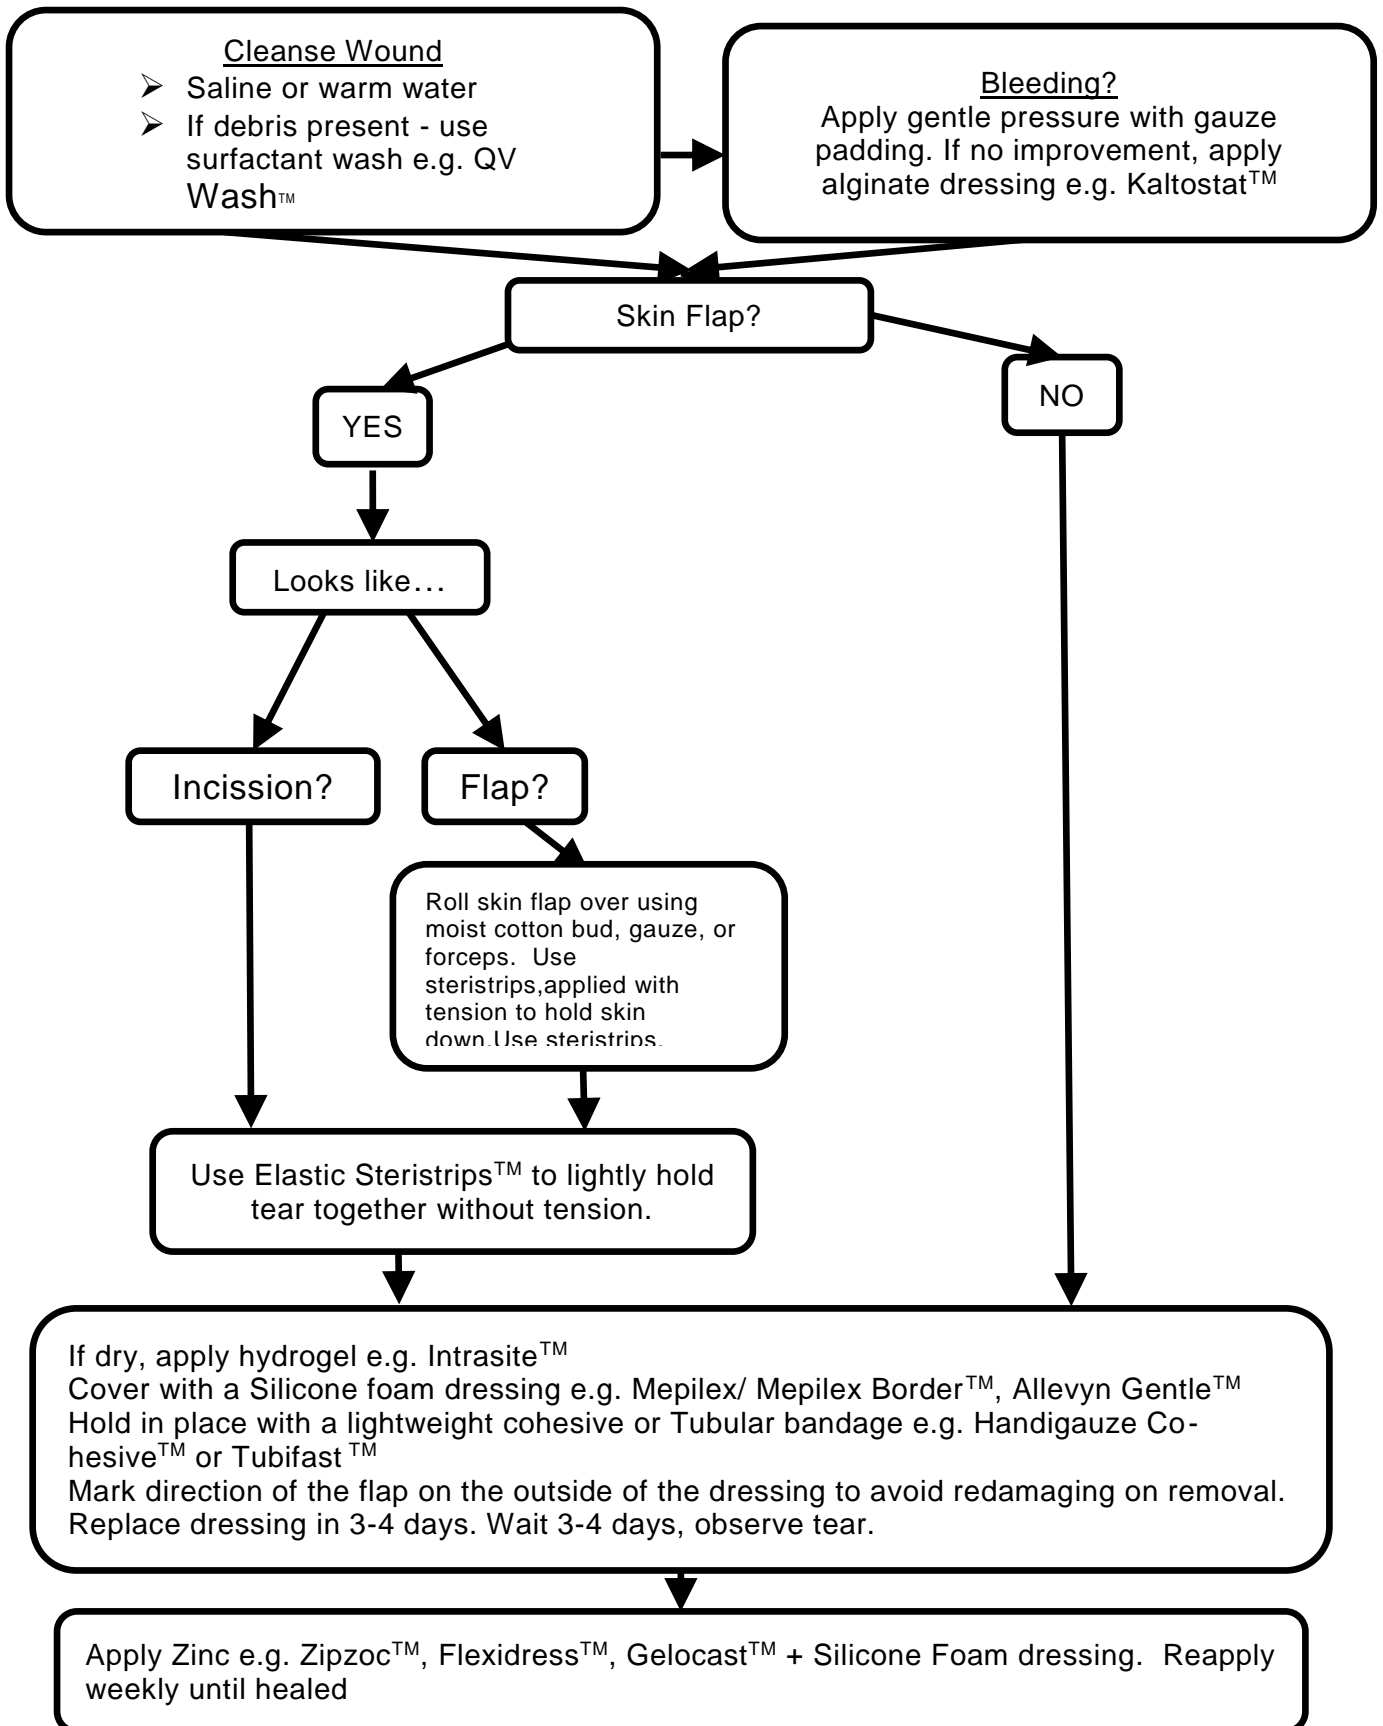 Cleanse Wound
➢ Saline or warm water
➢ If debris present - use
surfactant wash e.g. QV
Wash™
Bleeding?
Apply gentle pressure with gauze
padding. If no improvement, apply
alginate dressing e.g. Kaltostat™
Skin Flap?
YES
NO
Looks like…
Incission?
Flap?
Roll skin flap over using
moist cotton bud, gauze, or
forceps.  Use
steristrips,applied with
tension to hold skin
down.Use steristrips.
Use Elastic Steristrips™ to lightly hold
tear together without tension.
If dry, apply hydrogel e.g. Intrasite™
Cover with a Silicone foam dressing e.g. Mepilex/ Mepilex Border™, Allevyn Gentle™
Hold in place with a lightweight cohesive or Tubular bandage e.g. Handigauze Co-
hesive™ or Tubifast ™
Mark direction of the flap on the outside of the dressing to avoid redamaging on removal.
Replace dressing in 3-4 days. Wait 3-4 days, observe tear.
Apply Zinc e.g. Zipzoc™, Flexidress™, Gelocast™ + Silicone Foam dressing.  Reapply
weekly until healed